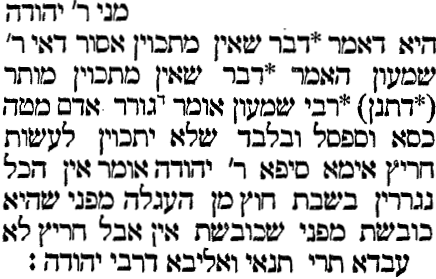 מני ר׳ יהודה
היא דאמר *דבר שאין מתכוין אסור דאי ר׳
שמעון האמר *דבר שאין מתכוין מותר
(*דתנן) *רבי שמעון אומר ׳גורר אדם מטה
כסא וספסל ובלבד שלא יתכוין לעשות
חריץ אימא סיפא ר׳ יהודה אומר אין הכל
נגררין בשבת חוץ מן העגלה מפני שהיא
כובשת מפני שכובשת אין אבל חריץ לא
עבדא תרי תנאי ואליבא דרבי יהודה :